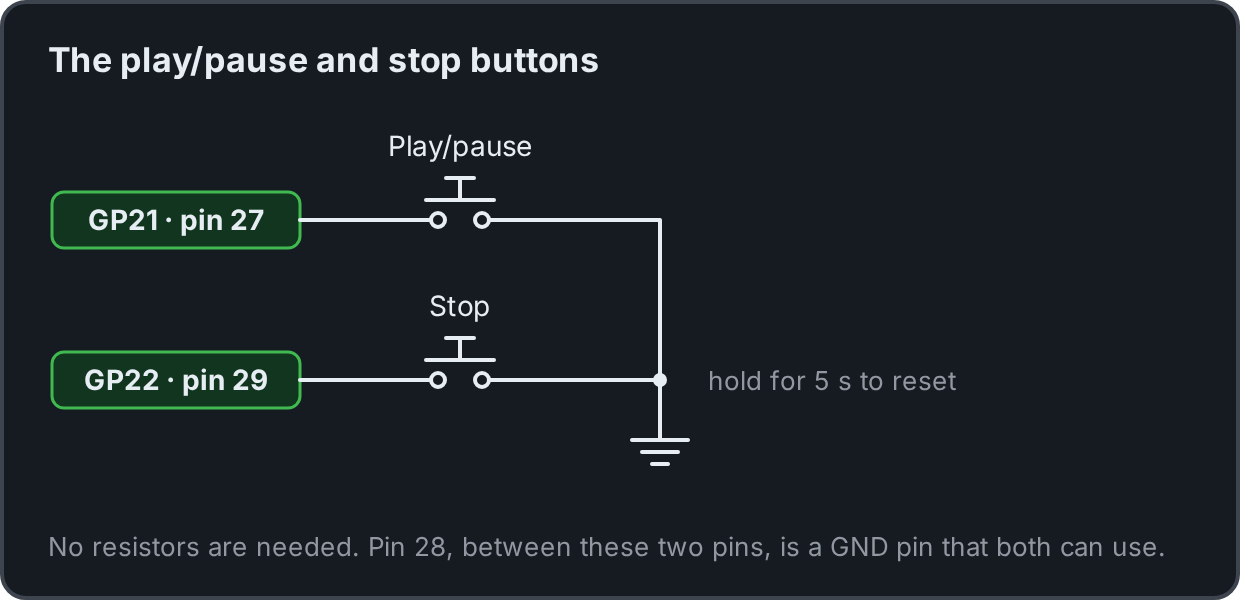 The play/pause and stop buttons
Play/pause
GP21 · pin 27
Stop
GP22 · pin 29
hold for 5 s to reset
No resistors are needed. Pin 28, between these two pins, is a GND pin that both can use.